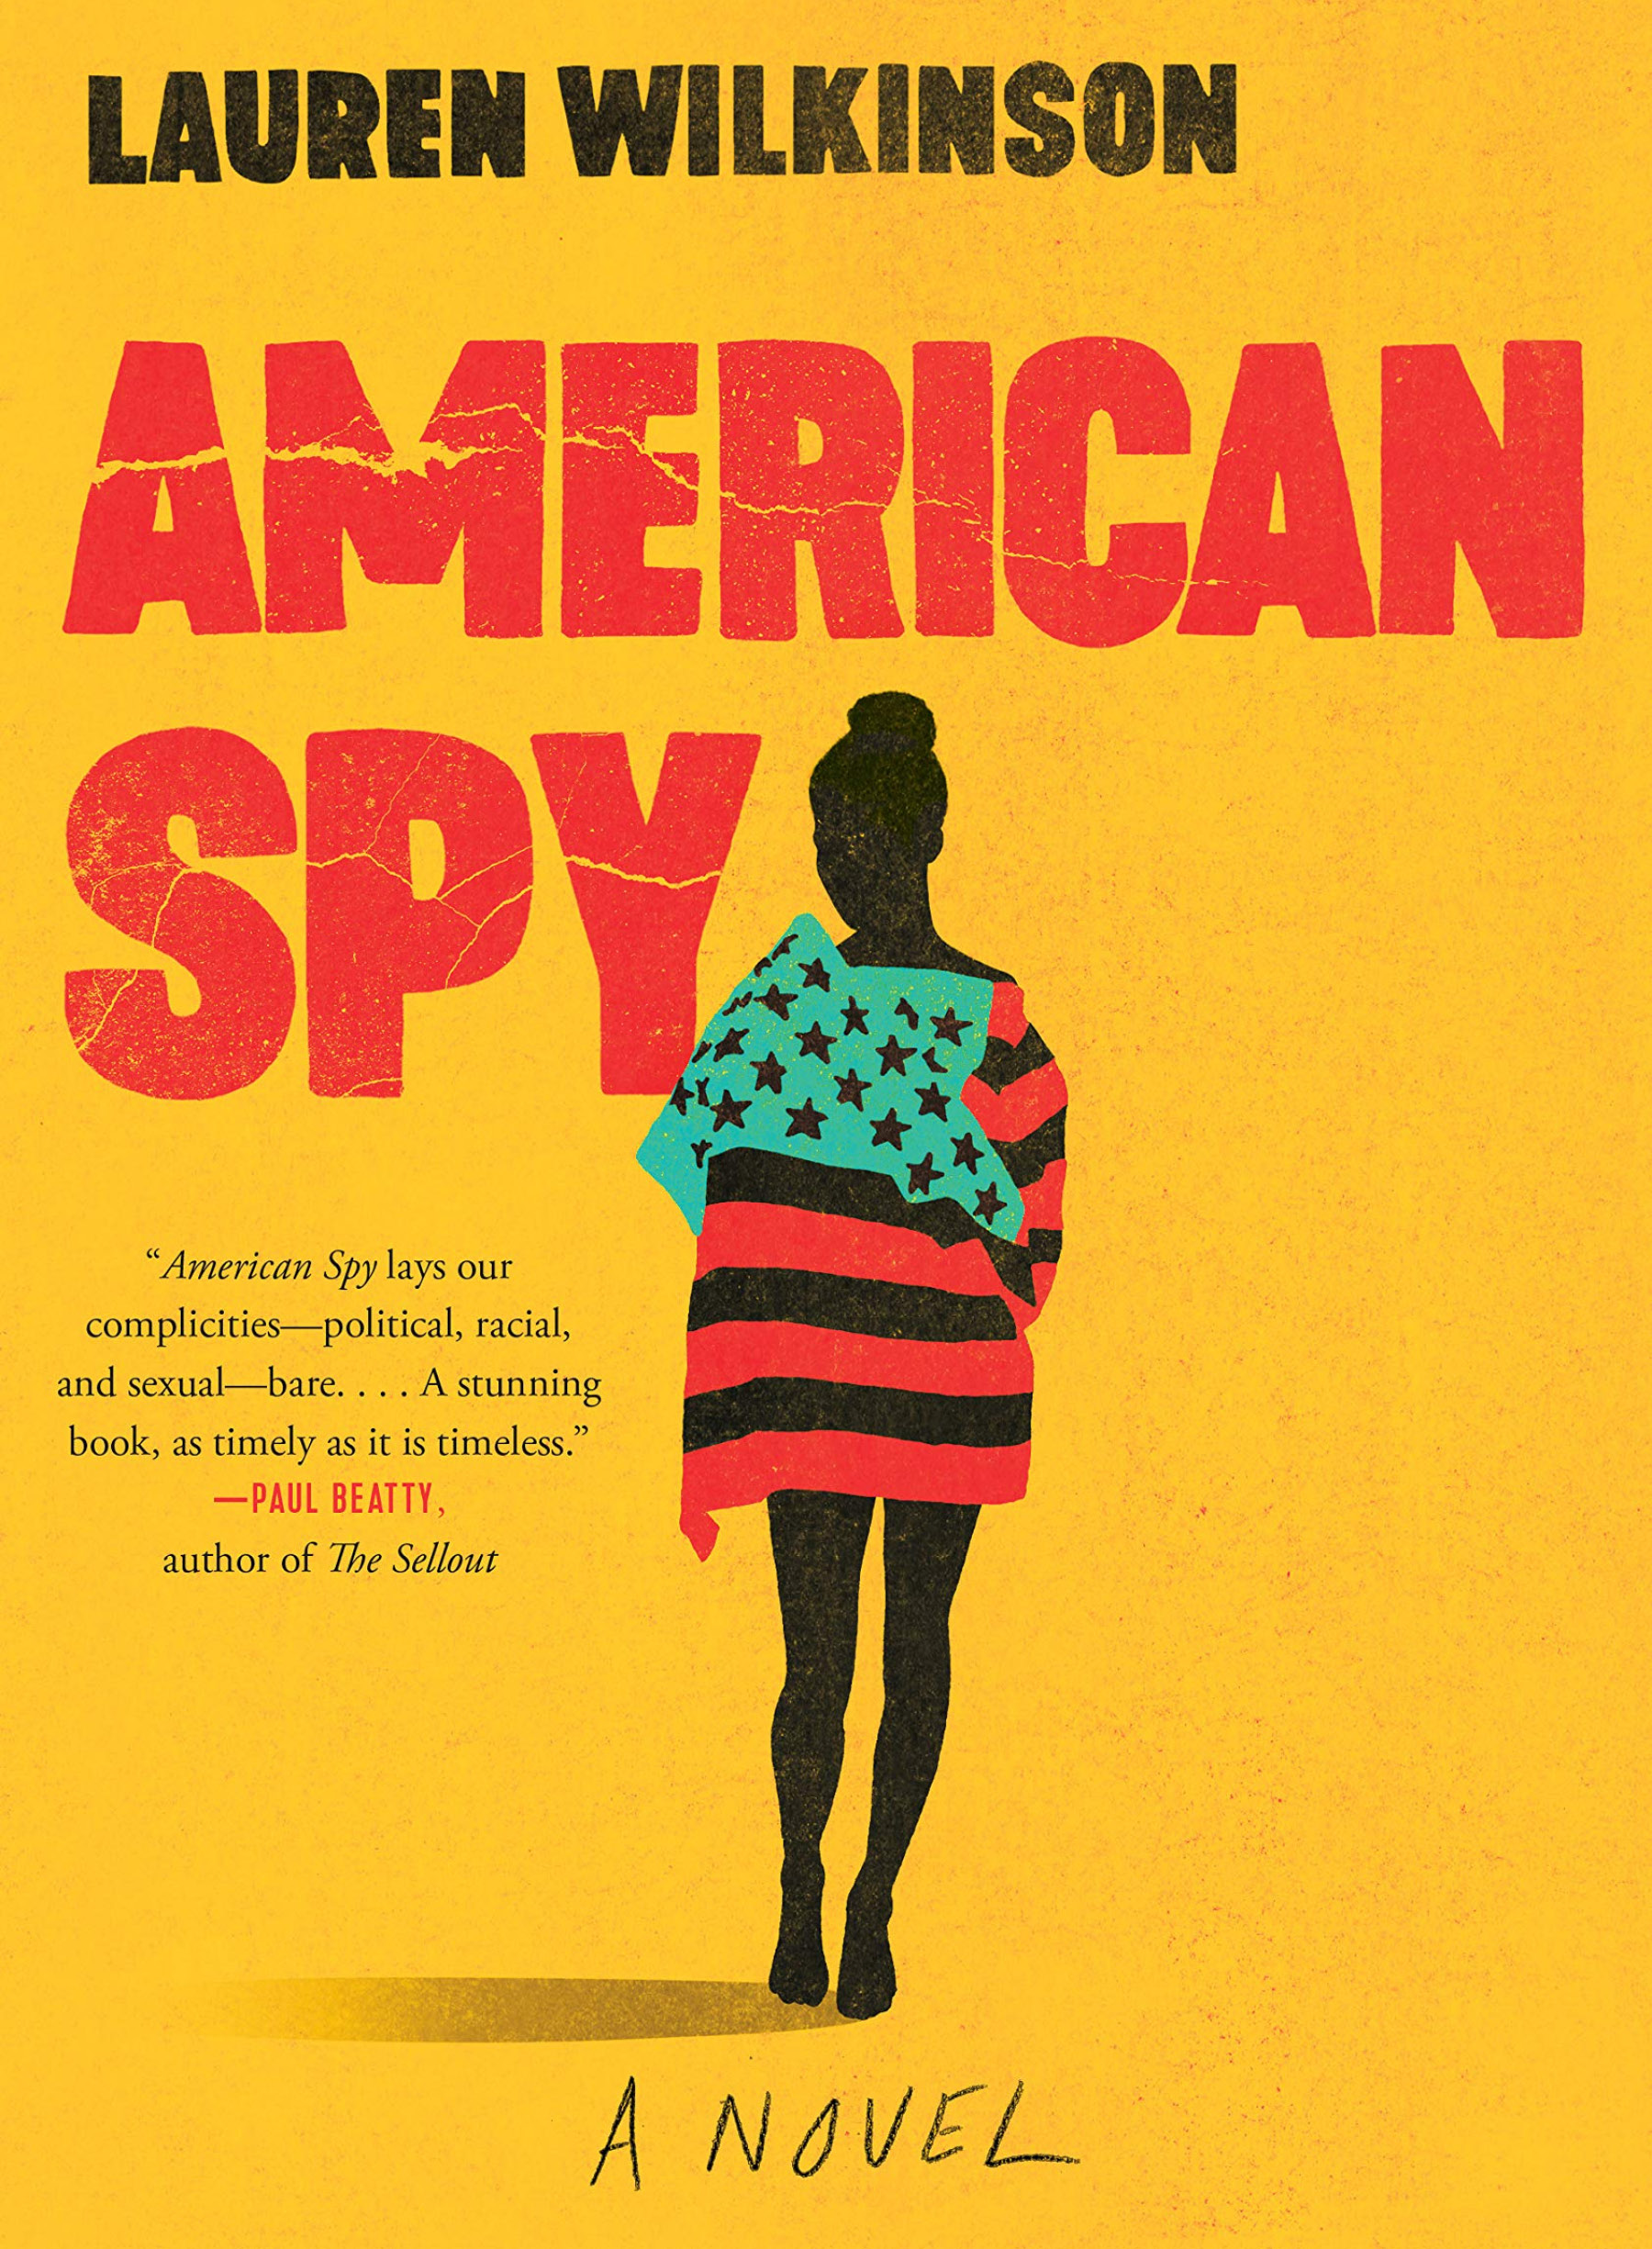 LAUREN WILKINSON
AMERICAN
SPY
“American Spy lays our
complicities—political, racial,
and sexual—bare. . . . A stunning
book, as timely as it is timeless.”
—PAUL BEATTY,
author of The Sellout
A NOVEL